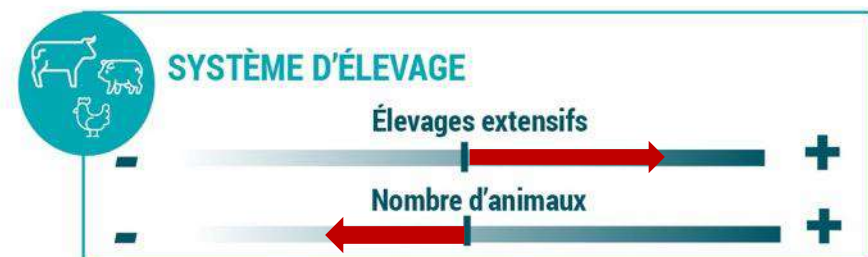 SYSTÈME D'ÉLEVAGE
Élevages extensifs
- +
Nombre d'animaux
- +